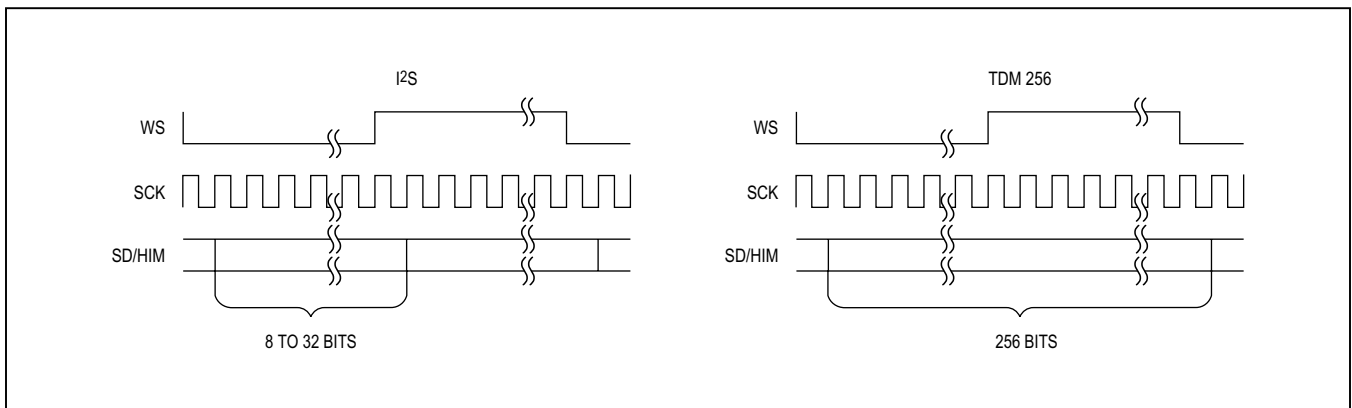 I²S
WS
SCK
SD/HIM
8 TO 32 BITS
TDM 256
WS
SCK
SD/HIM
256 BITS